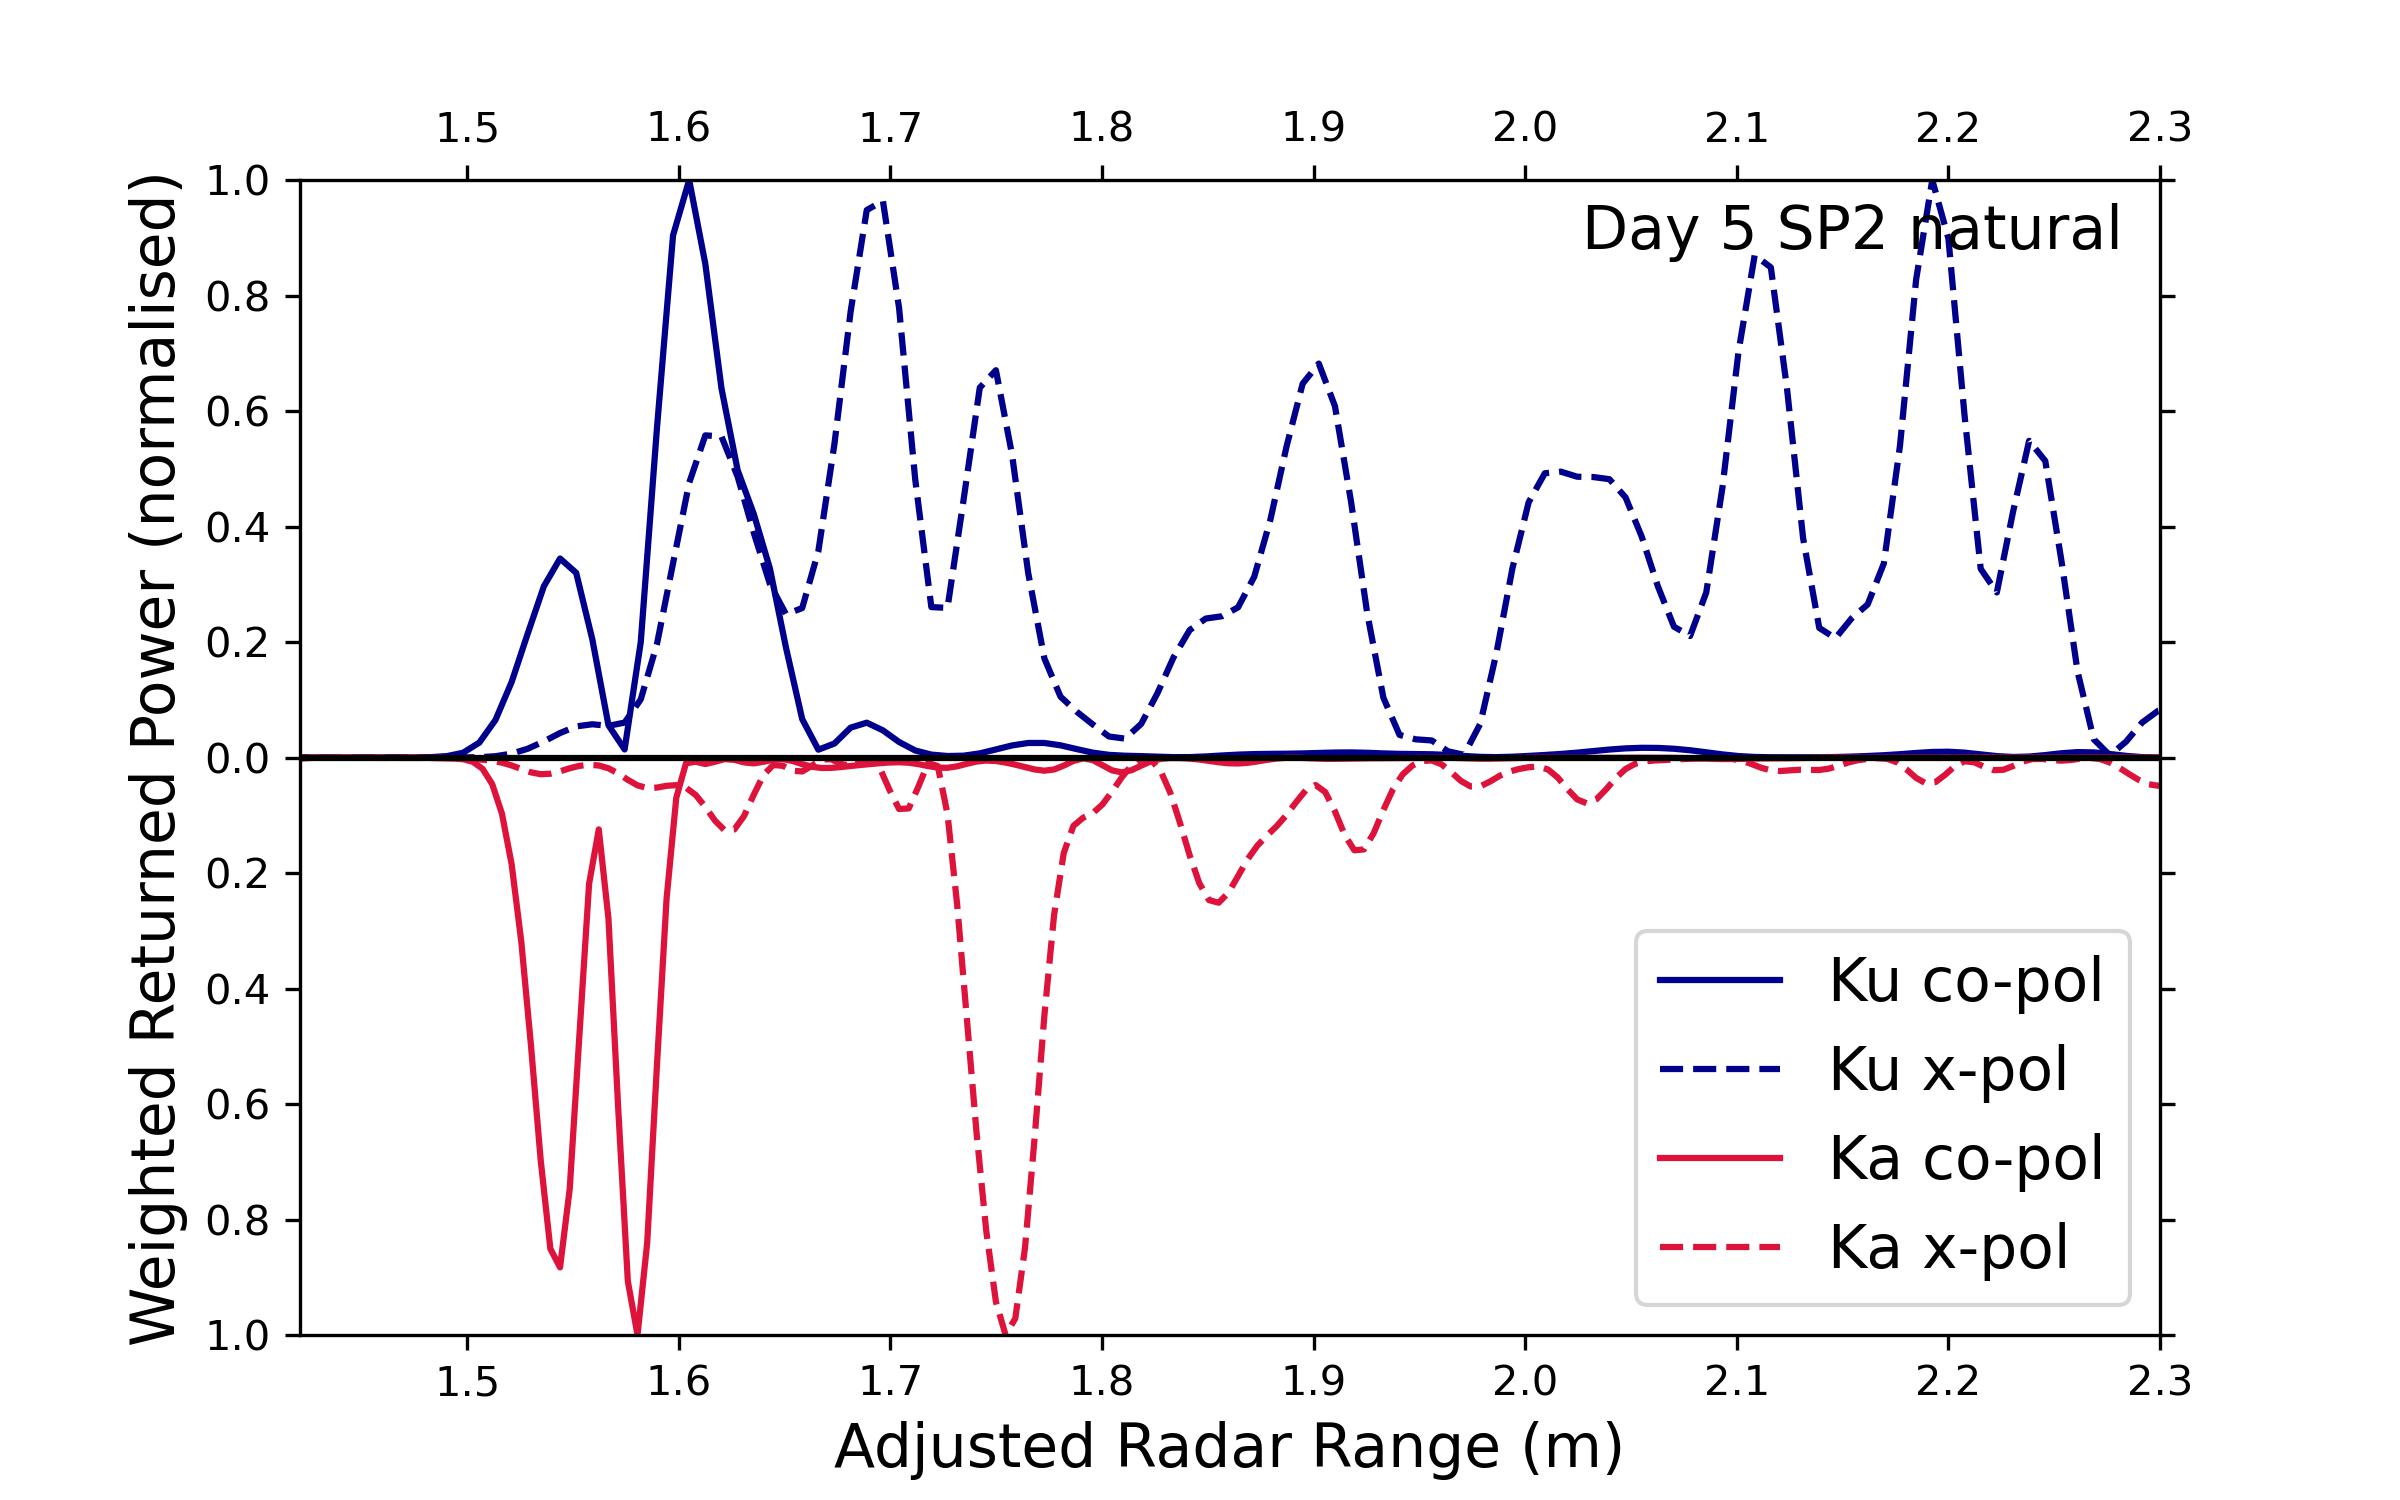 1.5 1.6 1.7 1.8 1.9 2.0 2.1 2.2 2.3
Weighted Returned Power (normalised)
1.0
0.8
0.6
0.4
0.2
0.0
0.2
0.4
0.6
0.8
1.0
Day 5 SP2 natural
Ku co-pol
Ku x-pol
Ka co-pol
Ka x-pol
1.5 1.6 1.7 1.8 1.9 2.0 2.1 2.2 2.3
Adjusted Radar Range (m)